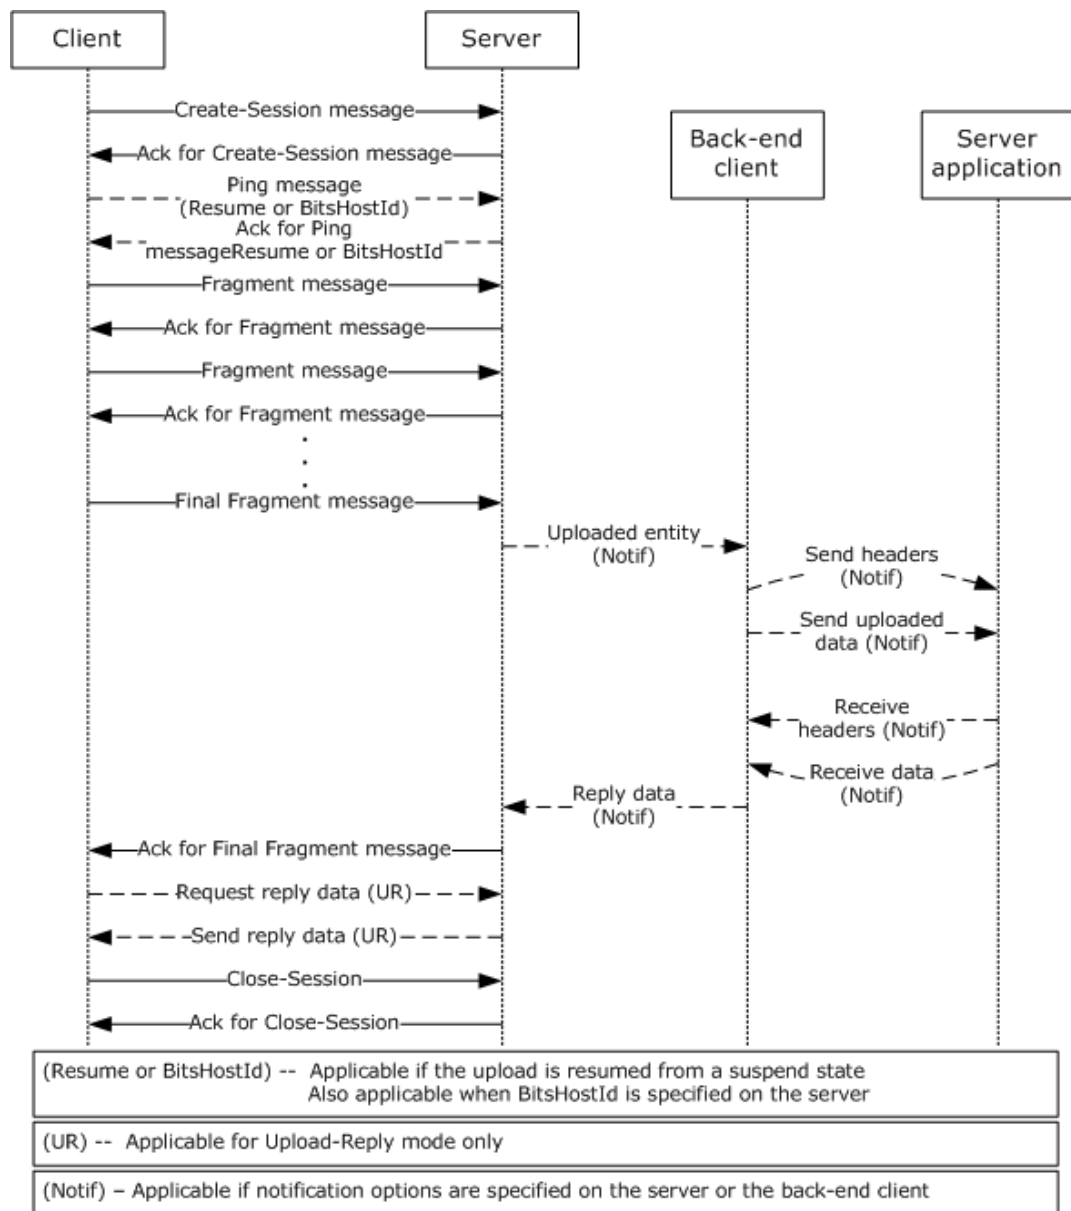 Client
Server
Create-Session message
Back-end
client
Server
application
Ack for Create-Session message
Ping message
(Resume or BitsHostId)
Ack for Ping
messageResume or BitsHostId
Fragment message
Ack for Fragment message
Fragment message
Ack for Fragment message
.
.
.
Final Fragment message
Uploaded entity
(Notif)
Send headers
(Notif)
Send uploaded
data (Notif)
Receive
headers (Notif)
Receive data
(Notif)
Reply data
(Notif)
Ack for Final Fragment message
Request reply data (UR)
Send reply data (UR)
Close-Session
Ack for Close-Session
(Resume or BitsHostId) -- Applicable if the upload is resumed from a suspend state
Also applicable when BitsHostId is specified on the server
(UR) -- Applicable for Upload-Reply mode only
(Notif) – Applicable if notification options are specified on the server or the back-end client